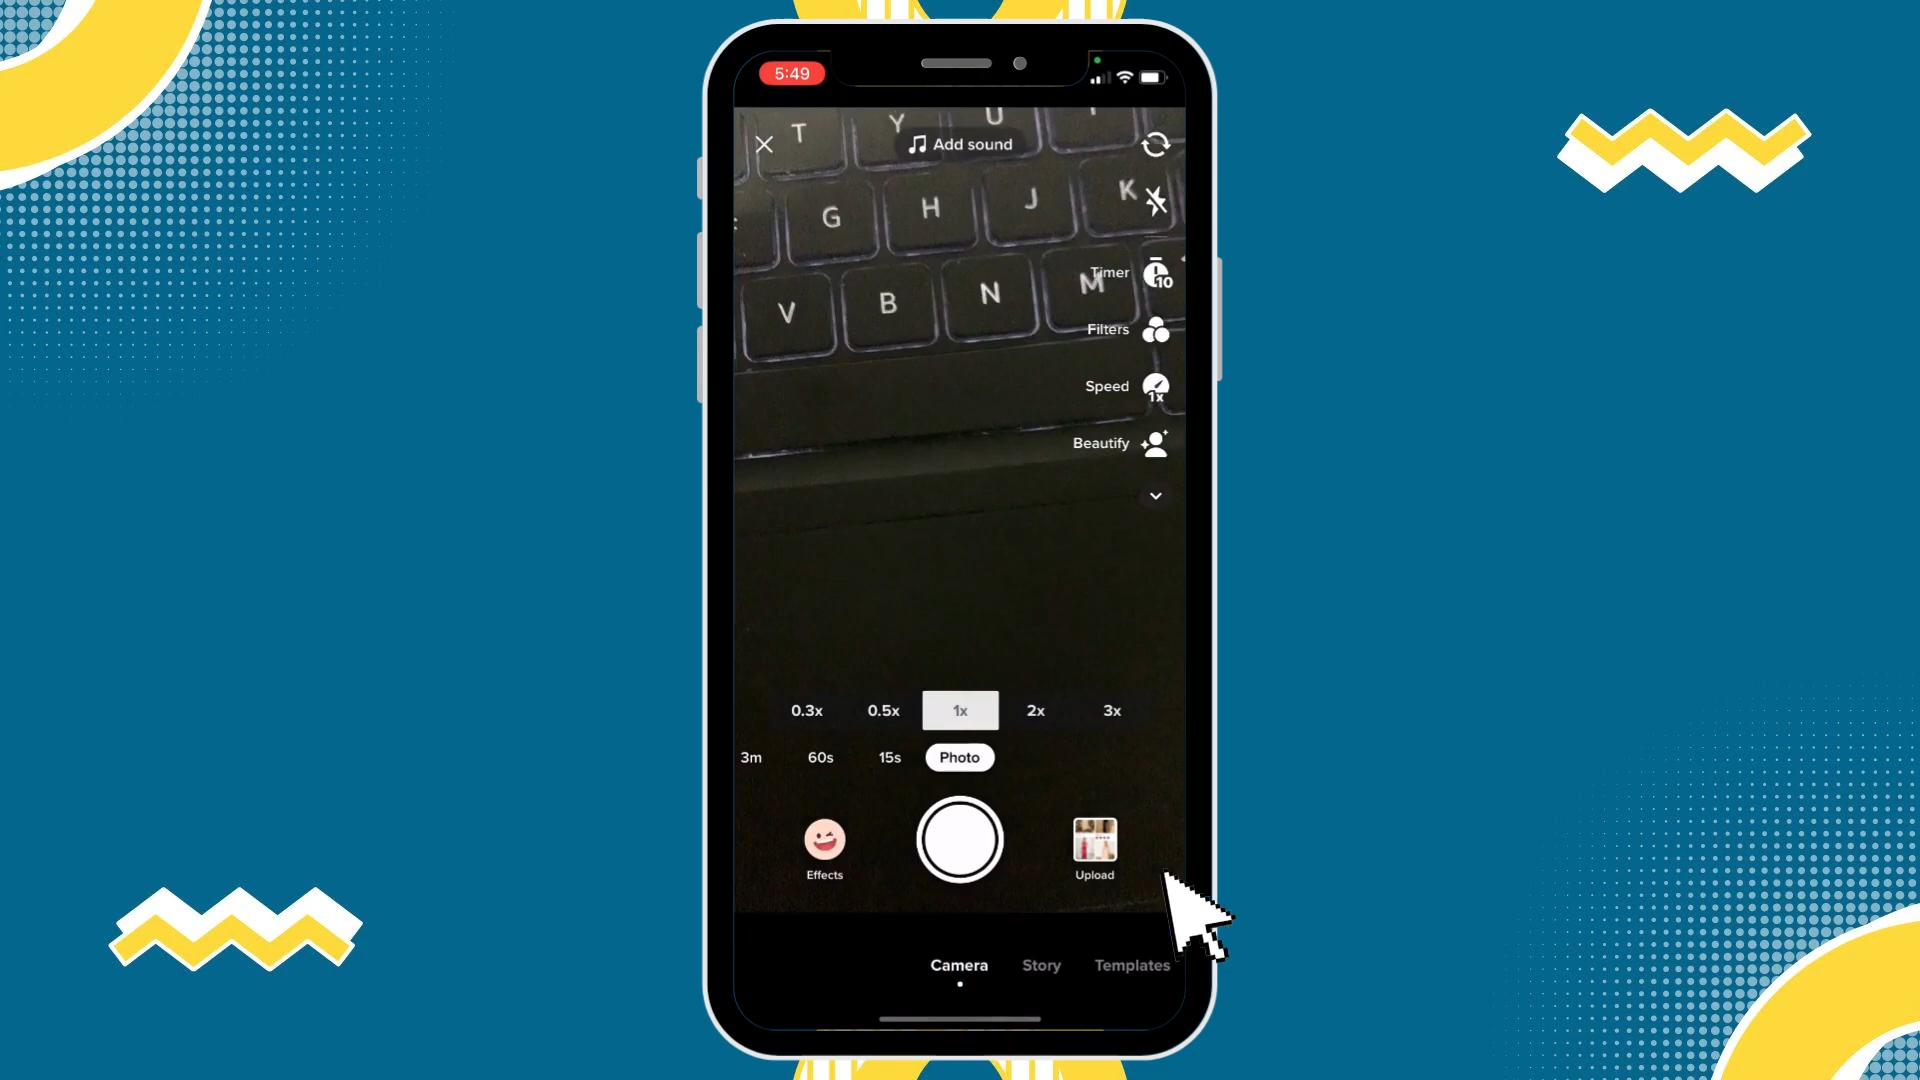 5:49
T Y U
Add sound
G H J K
V B N M
Timer
10
Filters
Speed
1x
Beautify
0.3x 0.5x 1x 2x 3x
3m 60s 15s Photo
Effects
Upload
Camera Story Templates